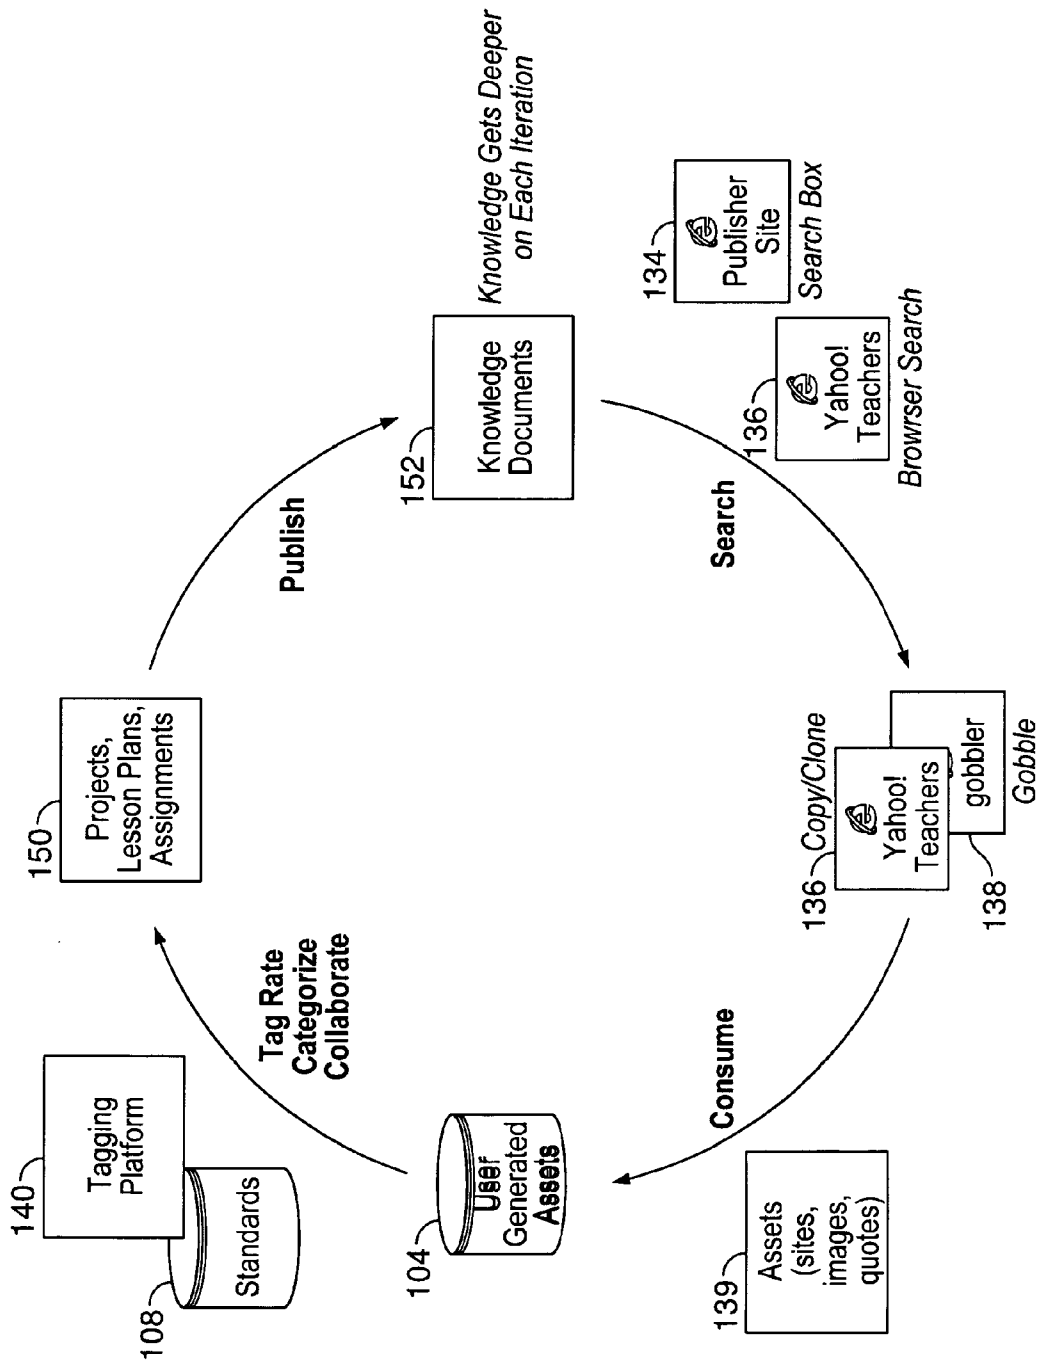 140
Tagging
Platform
108
Standards
150
Projects,
Lesson Plans,
Assignments
Tag Rate
Categorize
Collaborate
Publish
104
User
Generated
Assets
152
Knowledge
Documents
Knowledge Gets Deeper
on Each Iteration
134
Publisher
Site
Search Box
136
Yahoo!
Teachers
Browrser Search
Search
Consume
139
Assets
(sites,
images,
quotes)
136
Copy/Clone
Yahoo!
Teachers
138
gobbler
Gobble